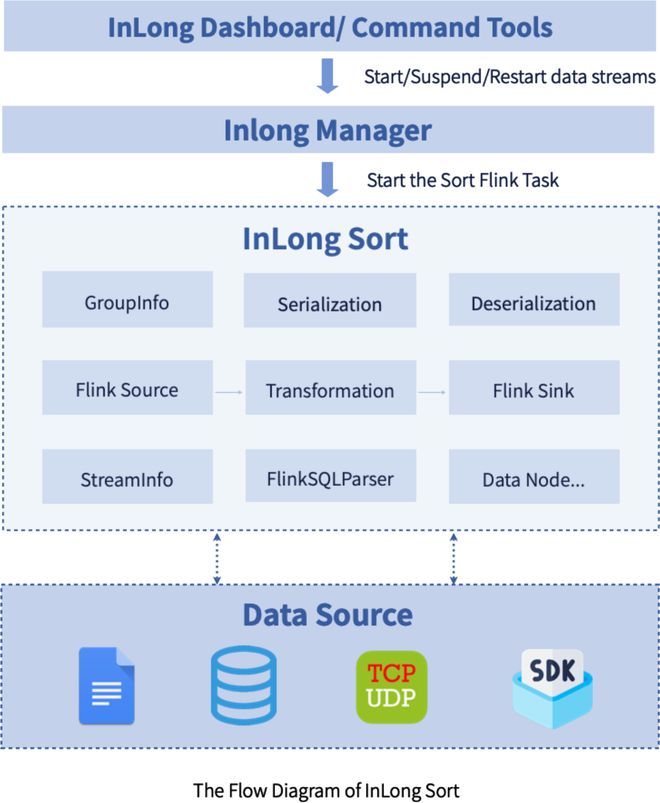 InLong Dashboard/ Command Tools
Start/Suspend/Restart data streams
Inlong Manager
Start the Sort Flink Task
InLong Sort
GroupInfo
Serialization
Deserialization
Flink Source
Transformation
Flink Sink
StreamInfo
FlinkSQLParser
Data Node...
Data Source
TCP
UDP
SDK
The Flow Diagram of InLong Sort